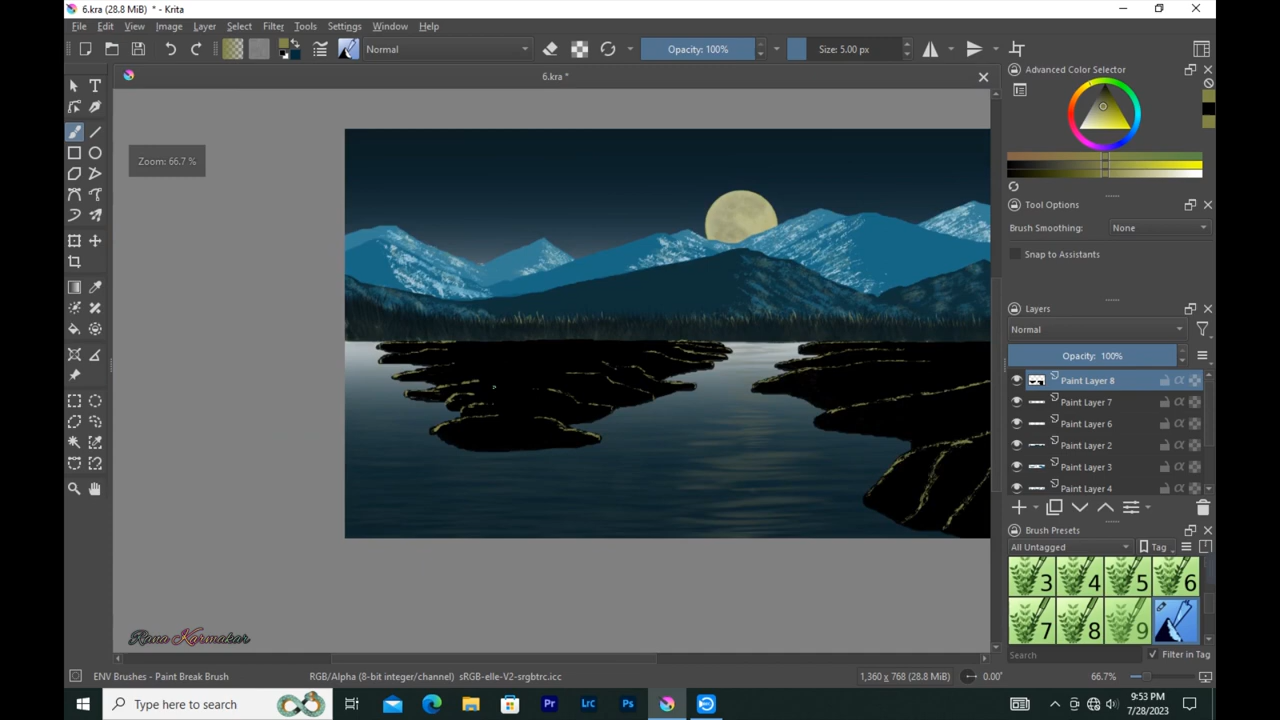 6.kra (28.8 MiB) * - Krita
File Edit View Image Layer Select Filter Tools Settings Window Help
Normal
Opacity: 100%
Size: 5.00 px
6.kra *
Zoom: 66.7 %
Advanced Color Selector
Tool Options
Brush Smoothing:
None
Snap to Assistants
Layers
Normal
Opacity: 100%
Paint Layer 8
Paint Layer 7
Paint Layer 6
Paint Layer 2
Paint Layer 3
Paint Layer 4
Brush Presets
All Untagged
Tag
3 4 5 6
7 8 9
Search
Filter in Tag
Rana Karmakar
ENV Brushes - Paint Break Brush
RGB/Alpha (8-bit integer/channel) sRGB-elle-V2-srgbtrc.icc
1,360 x 768 (28.8 MiB)
0.00°
66.7%
Type here to search
Pr
Lrc
Ps
9:53 PM
7/28/2023